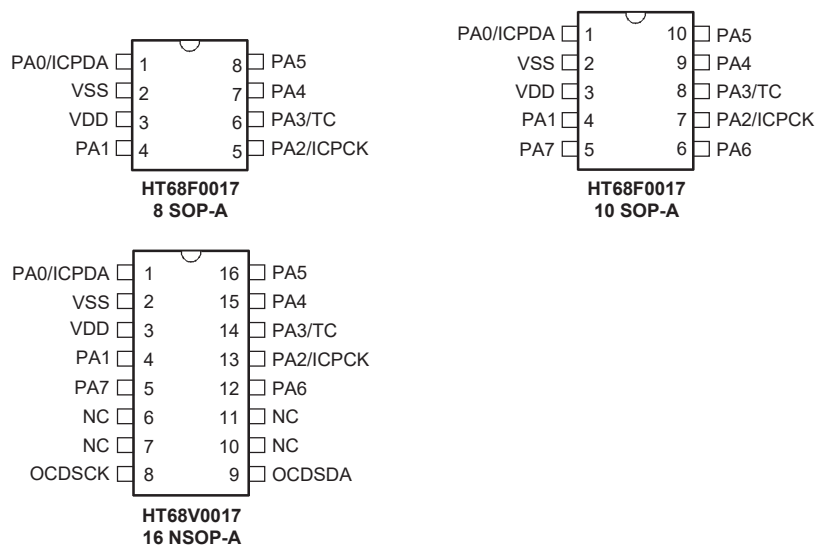 PA0/ICPDA 1 8 PA5
VSS 2 7 PA4
VDD 3 6 PA3/TC
PA1 4 5 PA2/ICPCK
HT68F0017
8 SOP-A
PA0/ICPDA 1 10 PA5
VSS 2 9 PA4
VDD 3 8 PA3/TC
PA1 4 7 PA2/ICPCK
PA7 5 6 PA6
HT68F0017
10 SOP-A
PA0/ICPDA 1 16 PA5
VSS 2 15 PA4
VDD 3 14 PA3/TC
PA1 4 13 PA2/ICPCK
PA7 5 12 PA6
NC 6 11 NC
NC 7 10 NC
OCDSCK 8 9 OCDSDA
HT68V0017
16 NSOP-A